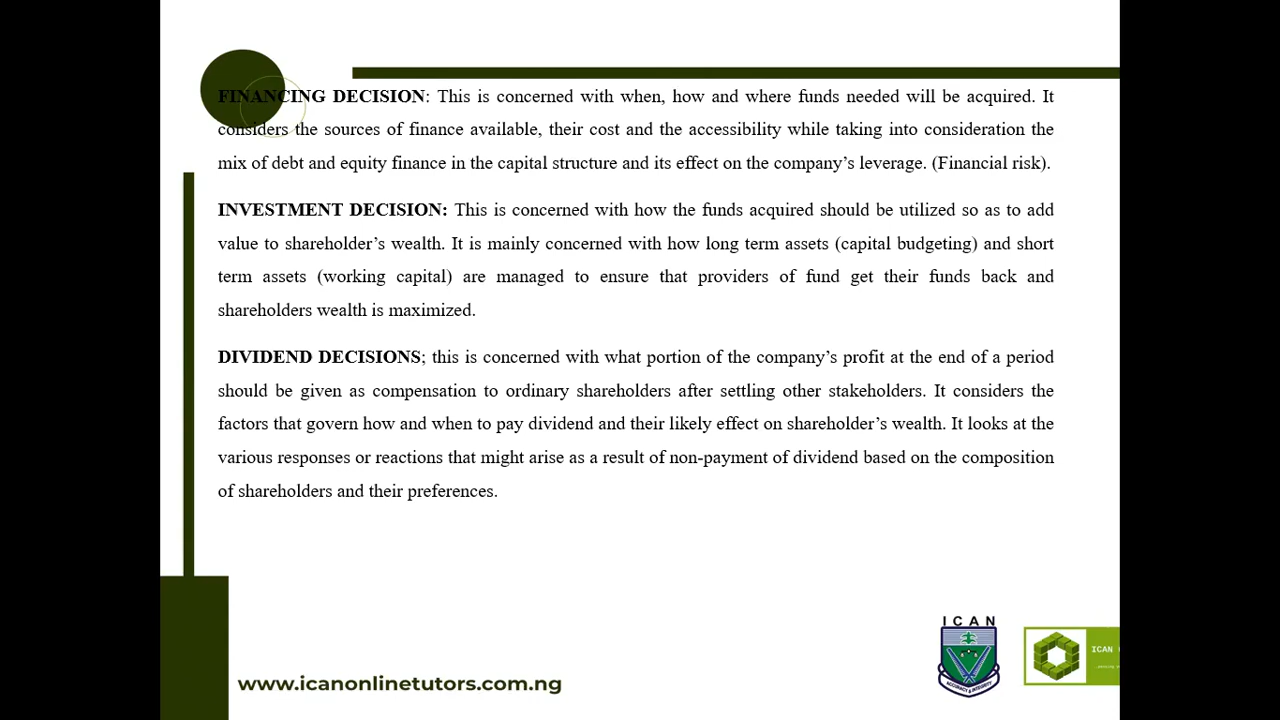 FINANCING DECISION: This is concerned with when, how and where funds needed will be acquired. It
considers the sources of finance available, their cost and the accessibility while taking into consideration the
mix of debt and equity finance in the capital structure and its effect on the company's leverage. (Financial risk).
INVESTMENT DECISION: This is concerned with how the funds acquired should be utilized so as to add
value to shareholder's wealth. It is mainly concerned with how long term assets (capital budgeting) and short
term assets (working capital) are managed to ensure that providers of fund get their funds back and
shareholders wealth is maximized.
DIVIDEND DECISIONS; this is concerned with what portion of the company's profit at the end of a period
should be given as compensation to ordinary shareholders after settling other stakeholders. It considers the
factors that govern how and when to pay dividend and their likely effect on shareholder's wealth. It looks at the
various responses or reactions that might arise as a result of non-payment of dividend based on the composition
of shareholders and their preferences.
ICAN
ACCURACY & INTEGRITY
ICAN
www.icanonlinetutors.com.ng